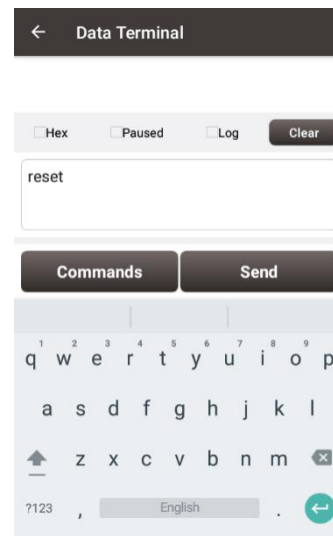 ← Data Terminal
Hex Paused Log Clear
reset
Commands Send
1 2 3 4 5 6 7 8 9
q w e r t y u i o p
a s d f g h j k l
z x c v b n m
?123 , English .